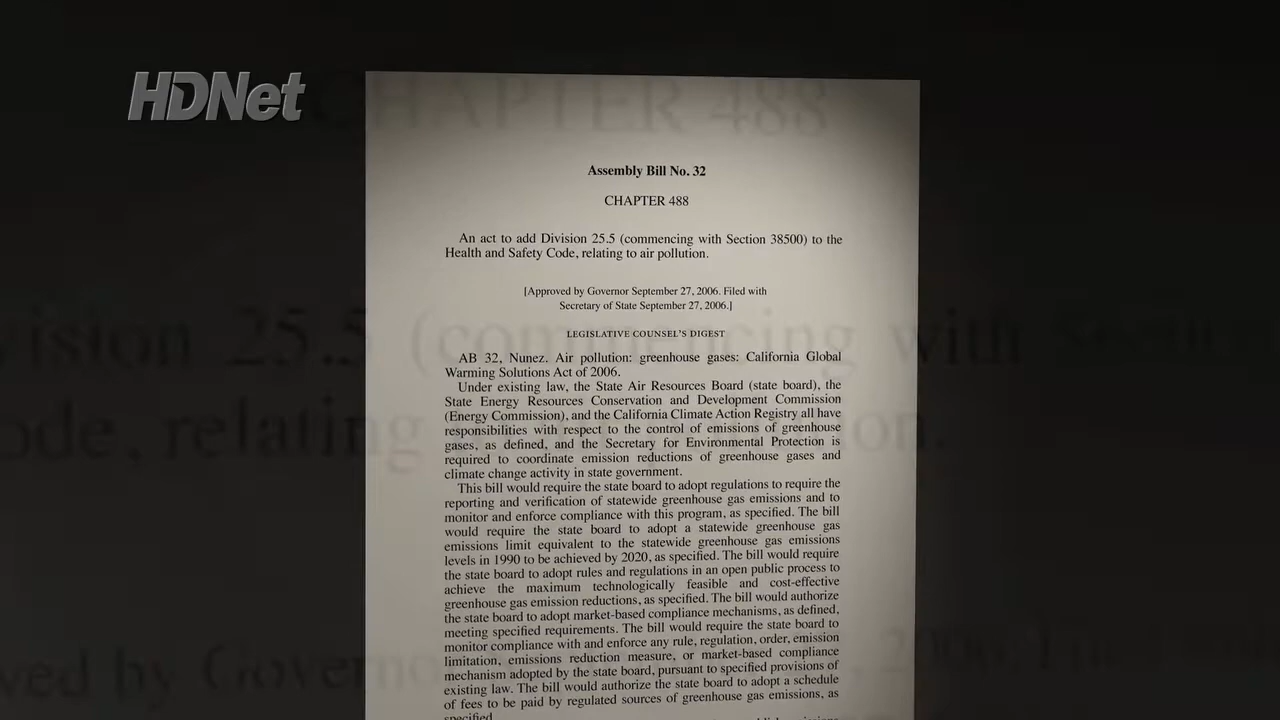 HDNet
CHAPTER 488
Assembly Bill No. 32
CHAPTER 488
An act to add Division 25.5 (commencing with Section 38500) to the
Health and Safety Code, relating to air pollution.
[Approved by Governor September 27, 2006. Filed with
Secretary of State September 27, 2006.]
LEGISLATIVE COUNSEL'S DIGEST
AB 32, Nunez. Air pollution: greenhouse gases: California Global
Warming Solutions Act of 2006.
Under existing law, the State Air Resources Board (state board), the
State Energy Resources Conservation and Development Commission
(Energy Commission), and the California Climate Action Registry all have
responsibilities with respect to the control of emissions of greenhouse
gases, as defined, and the Secretary for Environmental Protection is
required to coordinate emission reductions of greenhouse gases and
climate change activity in state government.
This bill would require the state board to adopt regulations to require the
reporting and verification of statewide greenhouse gas emissions and to
monitor and enforce compliance with this program, as specified. The bill
would require the state board to adopt a statewide greenhouse gas
emissions limit equivalent to the statewide greenhouse gas emissions
levels in 1990 to be achieved by 2020, as specified. The bill would require
the state board to adopt rules and regulations in an open public process to
achieve the maximum technologically feasible and cost-effective
greenhouse gas emission reductions, as specified. The bill would authorize
the state board to adopt market-based compliance mechanisms, as defined,
meeting specified requirements. The bill would require the state board to
monitor compliance with and enforce any rule, regulation, order, emission
limitation, emissions reduction measure, or market-based compliance
mechanism adopted by the state board, pursuant to specified provisions of
existing law. The bill would authorize the state board to adopt a schedule
of fees to be paid by regulated sources of greenhouse gas emissions, as
specified.
vision 25.5 (commencing with Section
ode, relating
ved by Governo